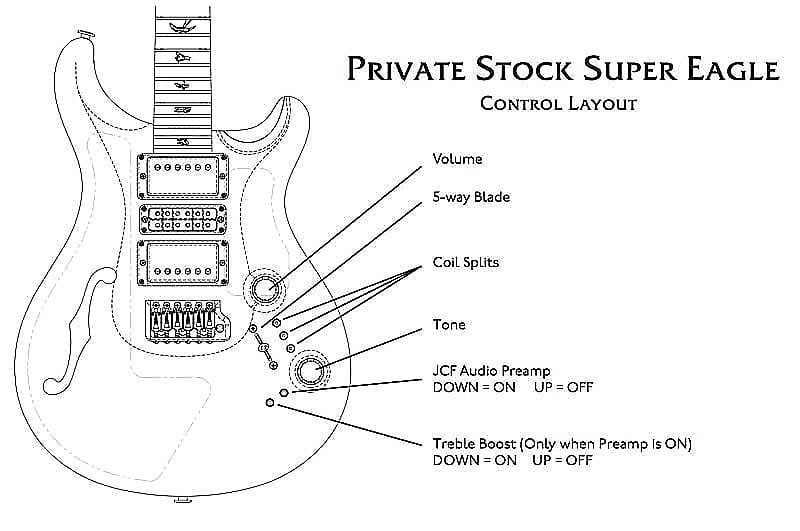 PRIVATE STOCK SUPER EAGLE
CONTROL LAYOUT
Volume
5-way Blade
Coil Splits
Tone
JCF Audio Preamp
DOWN = ON UP = OFF
Treble Boost (Only when Preamp is ON)
DOWN = ON UP = OFF